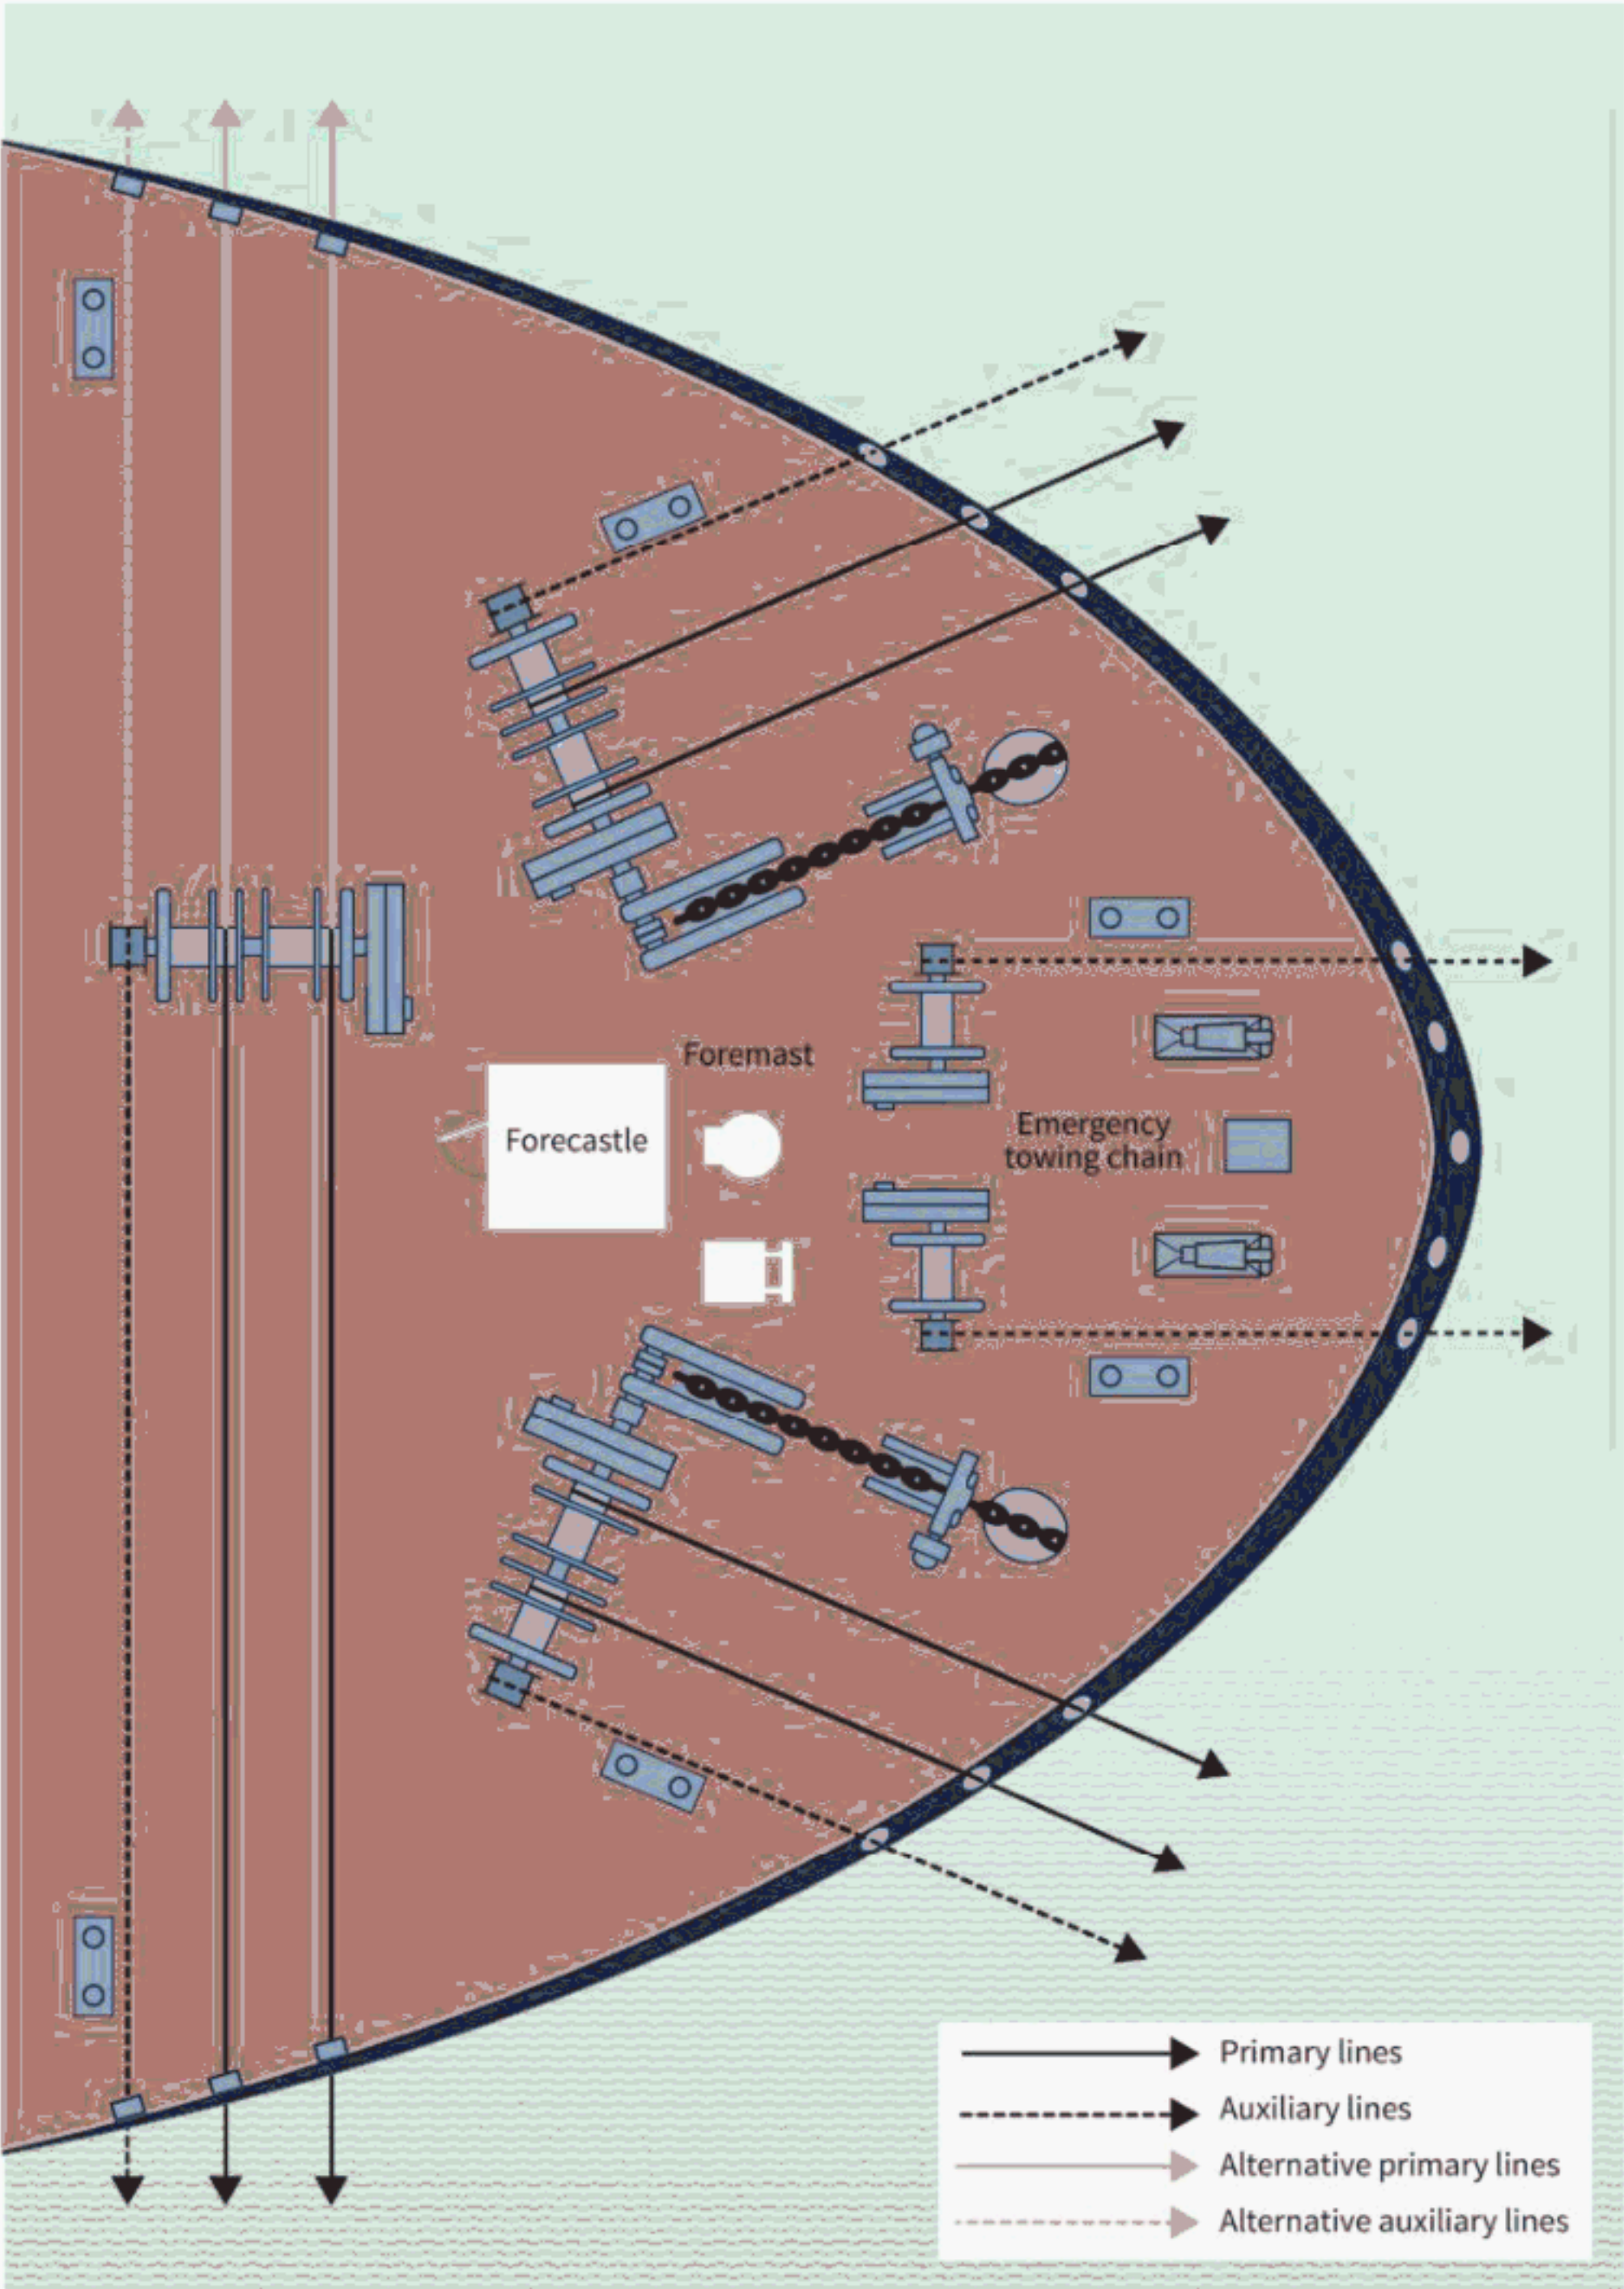 Foremast
Forecastle
Emergency
towing chain
Primary lines
Auxiliary lines
Alternative primary lines
Alternative auxiliary lines